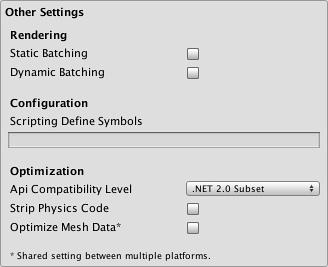 Other Settings
Rendering
Static Batching
Dynamic Batching
Configuration
Scripting Define Symbols
Optimization
Api Compatibility Level .NET 2.0 Subset
Strip Physics Code
Optimize Mesh Data*
* Shared setting between multiple platforms.